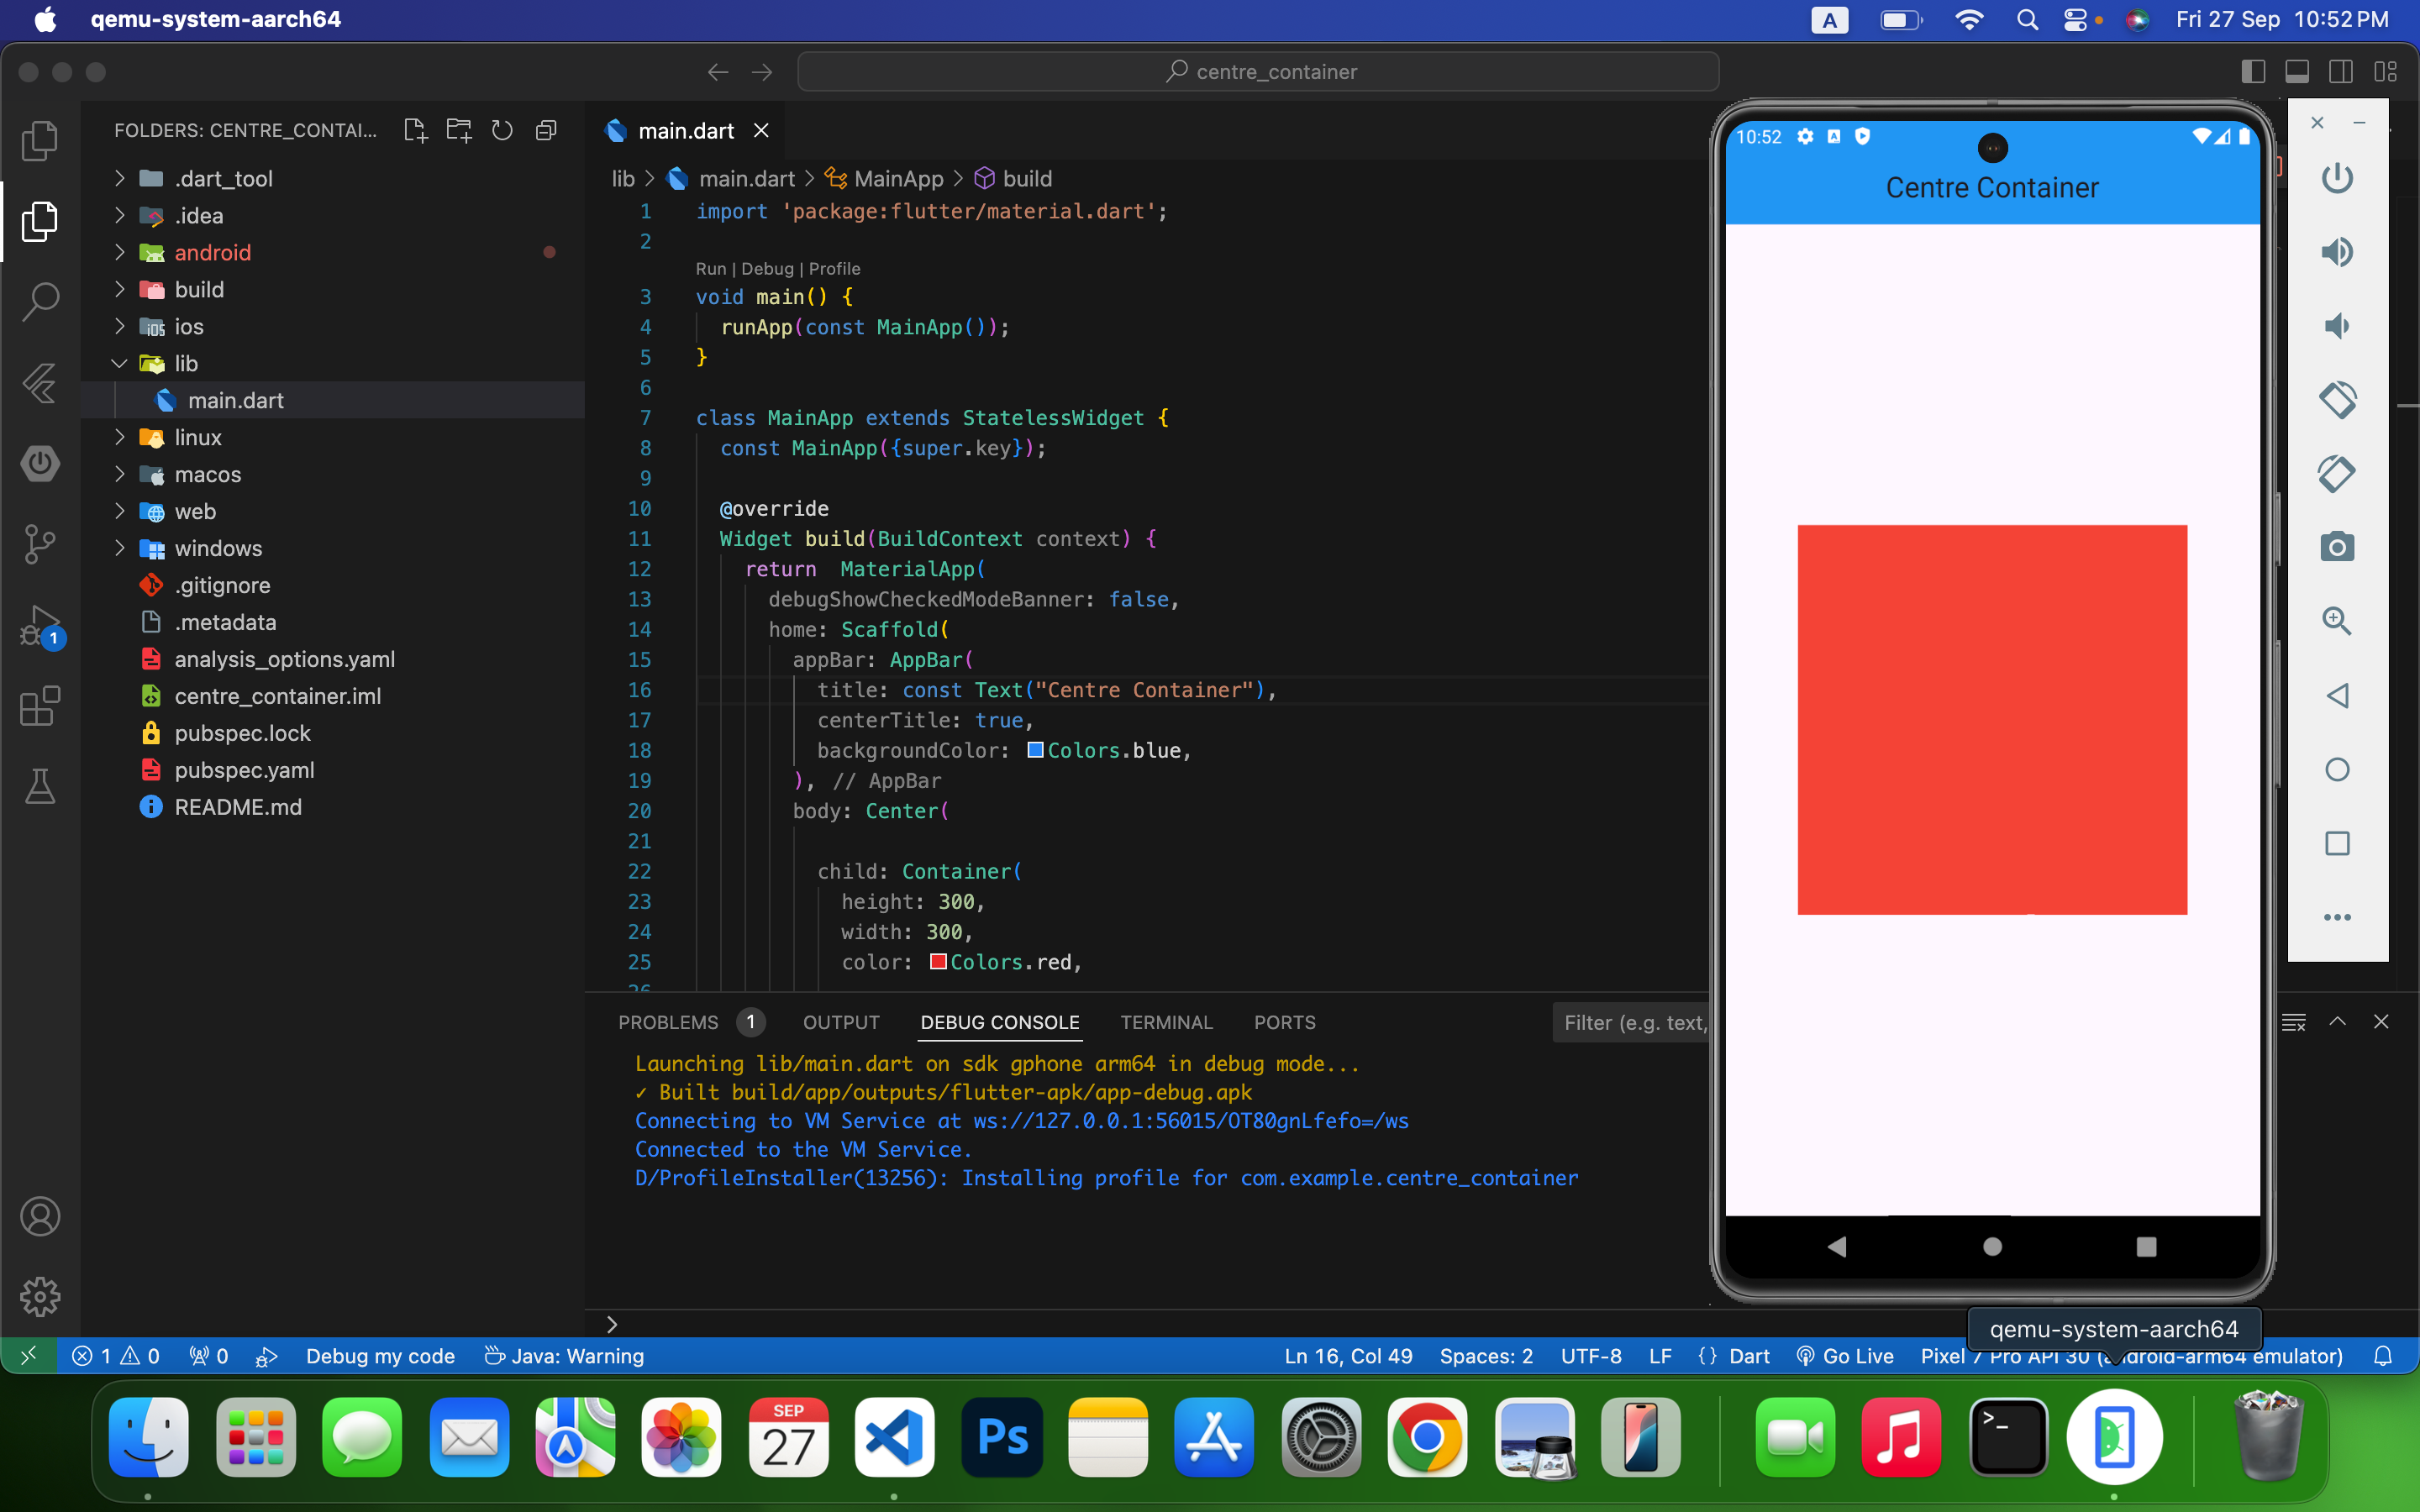 qemu-system-aarch64
A
Fri 27 Sep 10:52 PM
centre_container
FOLDERS: CENTRE_CONTAI...
.dart_tool
.idea
android
build
ios
lib
main.dart
linux
macos
web
windows
.gitignore
.metadata
analysis_options.yaml
centre_container.iml
pubspec.lock
pubspec.yaml
README.md
1
main.dart
lib > main.dart > MainApp > build
1 import 'package:flutter/material.dart';
2
Run | Debug | Profile
3 void main() {
4 runApp(const MainApp());
5 }
6
7 class MainApp extends StatelessWidget {
8 const MainApp({super.key});
9
10 @override
11 Widget build(BuildContext context) {
12 return MaterialApp(
13 debugShowCheckedModeBanner: false,
14 home: Scaffold(
15 appBar: AppBar(
16 title: const Text("Centre Container"),
17 centerTitle: true,
18 backgroundColor: Colors.blue,
19 ), // AppBar
20 body: Center(
21
22 child: Container(
23 height: 300,
24 width: 300,
25 color: Colors.red,
26
PROBLEMS 1 OUTPUT DEBUG CONSOLE TERMINAL PORTS
Filter (e.g. text,
Launching lib/main.dart on sdk gphone arm64 in debug mode...
✓ Built build/app/outputs/flutter-apk/app-debug.apk
Connecting to VM Service at ws://127.0.0.1:56015/OT80gnLfefo=/ws
Connected to the VM Service.
D/ProfileInstaller(13256): Installing profile for com.example.centre_container
10:52
Centre Container
qemu-system-aarch64
1 0 0 Debug my code Java: Warning
Ln 16, Col 49 Spaces: 2 UTF-8 LF {} Dart Go Live Pixel 7 Pro API 30 (android-arm64 emulator)
SEP
27
Ps
>_